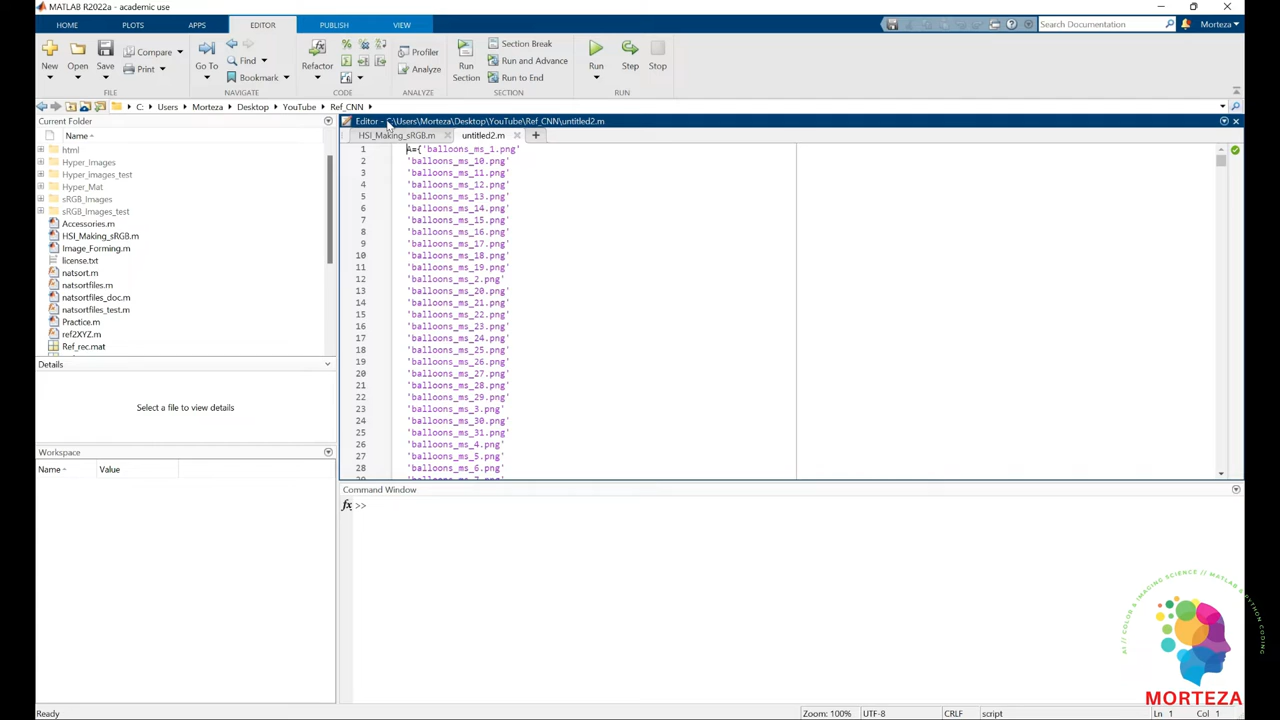 MATLAB R2022a - academic use
HOME
PLOTS
APPS
EDITOR
PUBLISH
VIEW
Search Documentation
Morteza
New
Open
Save
Compare
Print
Go To
Find
Bookmark
Refactor
Profiler
Analyze
Run Section
Section Break
Run and Advance
Run to End
Run
Step
Stop
FILE
NAVIGATE
CODE
ANALYZE
SECTION
RUN
C: Users Morteza Desktop YouTube Ref_CNN
Current Folder
Name
html
Hyper_Images
Hyper_images_test
Hyper_Mat
sRGB_Images
sRGB_Images_test
Accessories.m
HSI_Making_sRGB.m
Image_Forming.m
license.txt
natsort.m
natsortfiles.m
natsortfiles_doc.m
natsortfiles_test.m
Practice.m
ref2XYZ.m
Ref_rec.mat
Details
Select a file to view details
Workspace
Name
Value
Editor - C:\Users\Morteza\Desktop\YouTube\Ref_CNN\untitled2.m
HSI_Making_sRGB.m
untitled2.m
1 A={'balloons_ms_1.png'
2 'balloons_ms_10.png'
3 'balloons_ms_11.png'
4 'balloons_ms_12.png'
5 'balloons_ms_13.png'
6 'balloons_ms_14.png'
7 'balloons_ms_15.png'
8 'balloons_ms_16.png'
9 'balloons_ms_17.png'
10 'balloons_ms_18.png'
11 'balloons_ms_19.png'
12 'balloons_ms_2.png'
13 'balloons_ms_20.png'
14 'balloons_ms_21.png'
15 'balloons_ms_22.png'
16 'balloons_ms_23.png'
17 'balloons_ms_24.png'
18 'balloons_ms_25.png'
19 'balloons_ms_26.png'
20 'balloons_ms_27.png'
21 'balloons_ms_28.png'
22 'balloons_ms_29.png'
23 'balloons_ms_3.png'
24 'balloons_ms_30.png'
25 'balloons_ms_31.png'
26 'balloons_ms_4.png'
27 'balloons_ms_5.png'
28 'balloons_ms_6.png'
Command Window
fx >>
AI // COLOR & IMAGING SCIENCE // MATLAB & PYTHON CODING
MORTEZA
Ready
Zoom: 100%
UTF-8
CRLF
script
Ln 1
Col 1